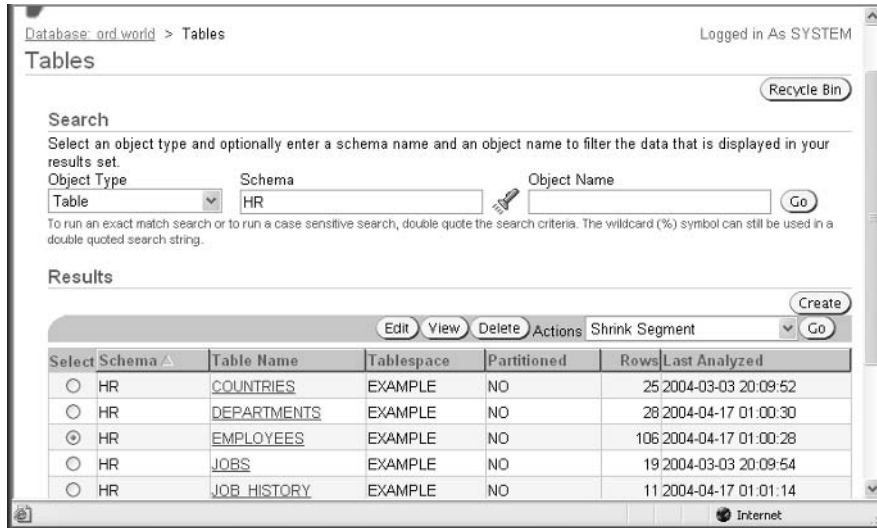 Database: ord.world > Tables
Logged in As SYSTEM
Tables
Recycle Bin
Search
Select an object type and optionally enter a schema name and an object name to filter the data that is displayed in your
results set.
Object Type Schema Object Name
Table HR Go
To run an exact match search or to run a case sensitive search, double quote the search criteria. The wildcard (%) symbol can still be used in a
double quoted search string.
Results
Create
Edit View Delete Actions Shrink Segment Go
Select Schema Table Name Tablespace Partitioned Rows Last Analyzed
HR COUNTRIES EXAMPLE NO 25 2004-03-03 20:09:52
HR DEPARTMENTS EXAMPLE NO 28 2004-04-17 01:00:30
HR EMPLOYEES EXAMPLE NO 106 2004-04-17 01:00:28
HR JOBS EXAMPLE NO 19 2004-03-03 20:09:54
HR JOB_HISTORY EXAMPLE NO 11 2004-04-17 01:01:14
Internet